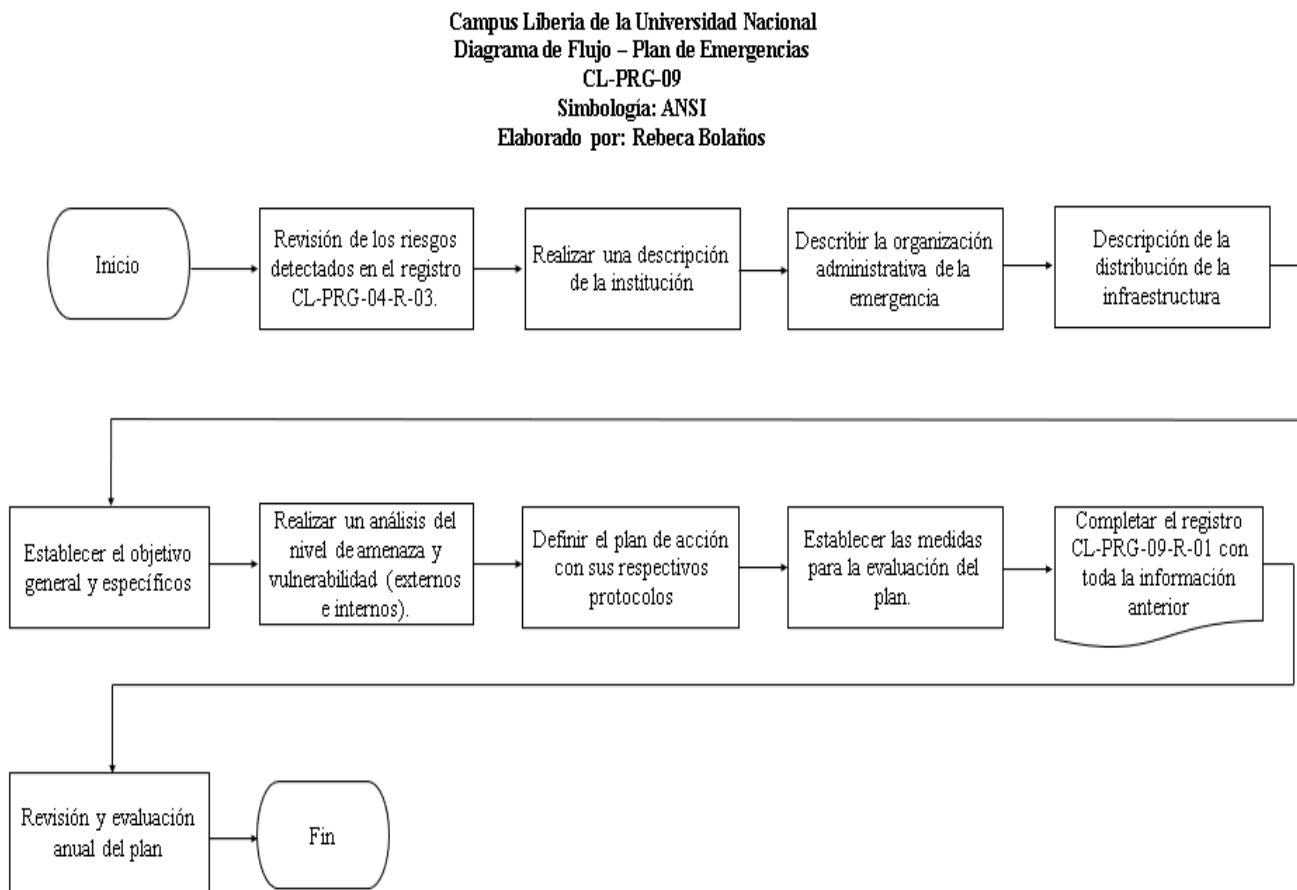 Campus Liberia de la Universidad Nacional
Diagrama de Flujo – Plan de Emergencias
CL-PRG-09
Simbología: ANSI
Elaborado por: Rebeca Bolaños
Inicio
Revisión de los riesgos
detectados en el registro
CL-PRG-04-R-03.
Realizar una descripción
de la institución
Describir la organización
administrativa de la
emergencia
Descripción de la
distribución de la
infraestructura
Establecer el objetivo
general y específicos
Realizar un análisis del
nivel de amenaza y
vulnerabilidad (externos
e internos).
Definir el plan de acción
con sus respectivos
protocolos
Establecer las medidas
para la evaluación del
plan.
Completar el registro
CL-PRG-09-R-01 con
toda la información
anterior
Revisión y evaluación
anual del plan
Fin